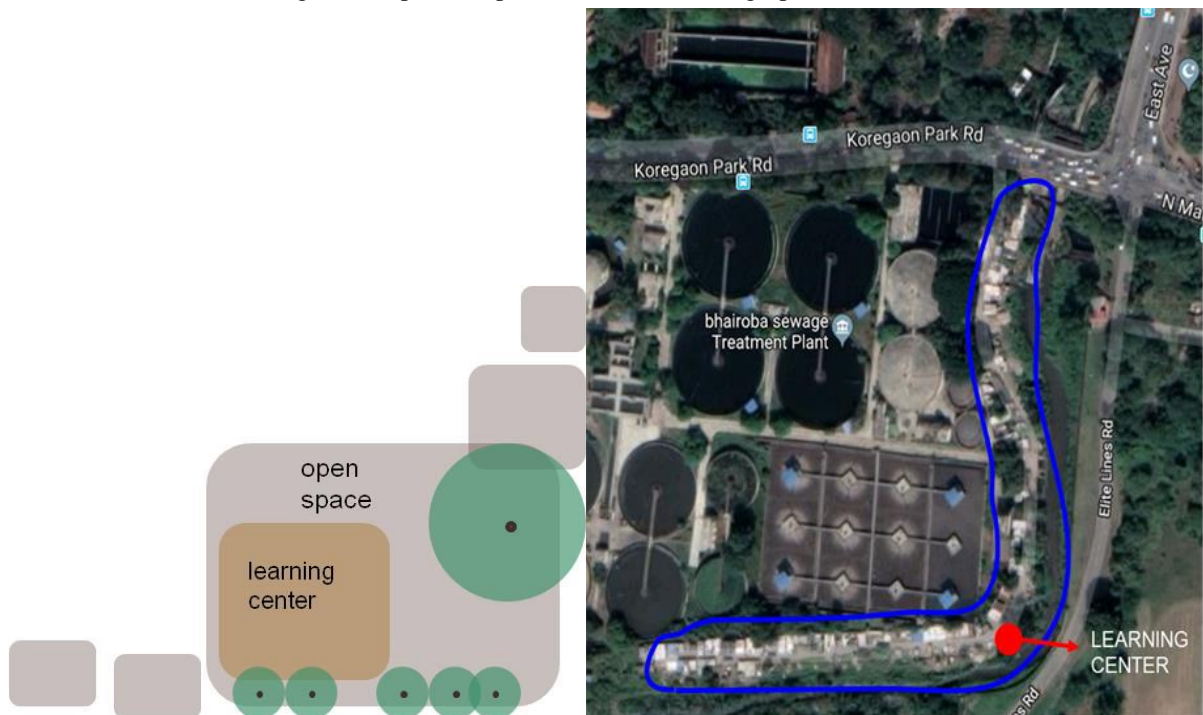 open
space
learning
center
Koregaon Park Rd
Koregaon Park Rd
East Ave
N Ma
bhairoba sewage
Treatment Plant
Elite Lines Rd
LEARNING
CENTER